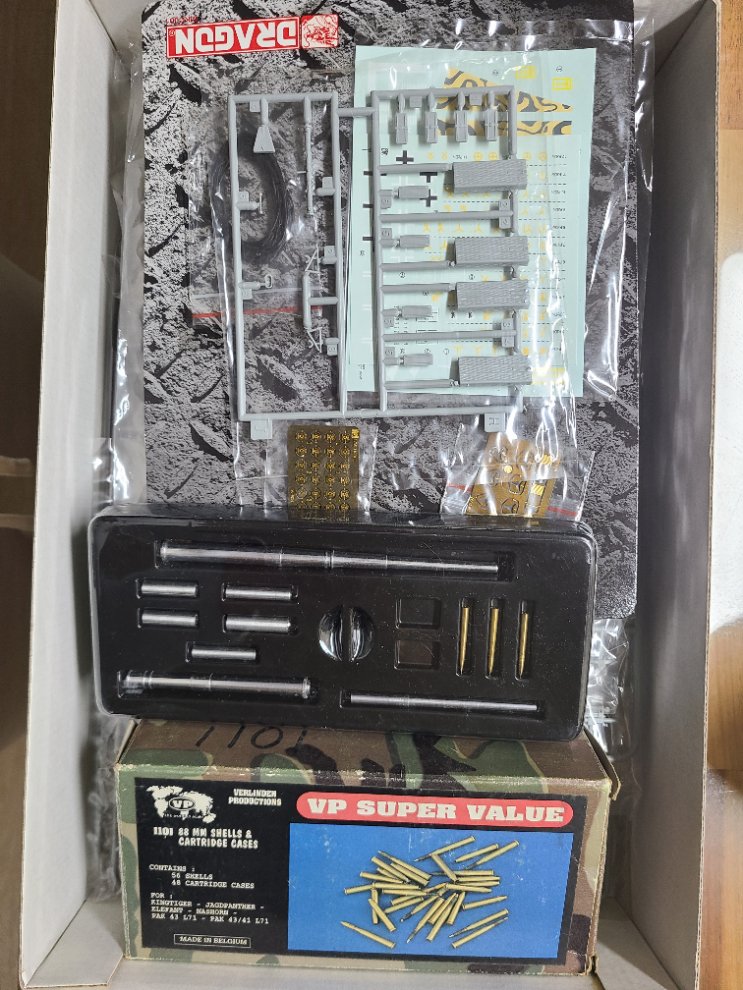 DRAGON®
1101
VP
VERLINDEN
PRODUCTIONS
VP SUPER VALUE
1101 88 MM SHELLS &
CARTRIDGE CASES
CONTAINS :
56 SHELLS
48 CARTRIDGE CASES
FOR :
KINGTIGER - JAGDPANTHER -
ELEFANT - NASHORN -
PAK 43 L71 - PAK 43/41 L71
MADE IN BELGIUM